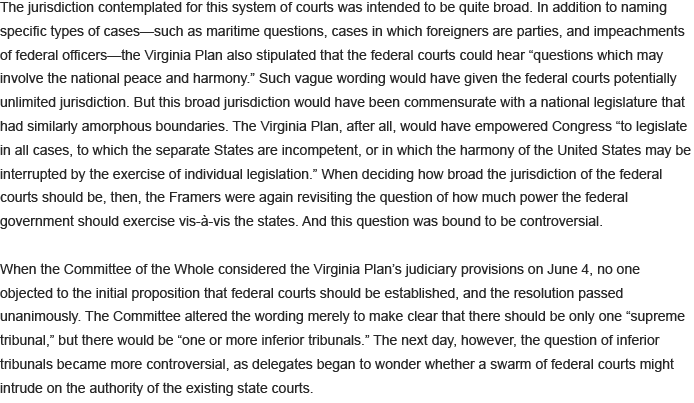 The jurisdiction contemplated for this system of courts was intended to be quite broad. In addition to naming
specific types of cases—such as maritime questions, cases in which foreigners are parties, and impeachments
of federal officers—the Virginia Plan also stipulated that the federal courts could hear “questions which may
involve the national peace and harmony.” Such vague wording would have given the federal courts potentially
unlimited jurisdiction. But this broad jurisdiction would have been commensurate with a national legislature that
had similarly amorphous boundaries. The Virginia Plan, after all, would have empowered Congress “to legislate
in all cases, to which the separate States are incompetent, or in which the harmony of the United States may be
interrupted by the exercise of individual legislation.” When deciding how broad the jurisdiction of the federal
courts should be, then, the Framers were again revisiting the question of how much power the federal
government should exercise vis-à-vis the states. And this question was bound to be controversial.

When the Committee of the Whole considered the Virginia Plan’s judiciary provisions on June 4, no one
objected to the initial proposition that federal courts should be established, and the resolution passed
unanimously. The Committee altered the wording merely to make clear that there should be only one “supreme
tribunal,” but there would be “one or more inferior tribunals.” The next day, however, the question of inferior
tribunals became more controversial, as delegates began to wonder whether a swarm of federal courts might
intrude on the authority of the existing state courts.